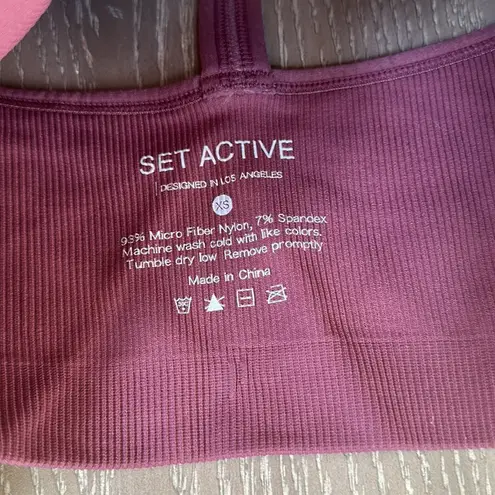 SET ACTIVE
DESIGNED IN LOS ANGELES
XS
93% Micro Fiber Nylon, 7% Spandex
Machine wash cold with like colors.
Tumble dry low Remove promptly
Made in China